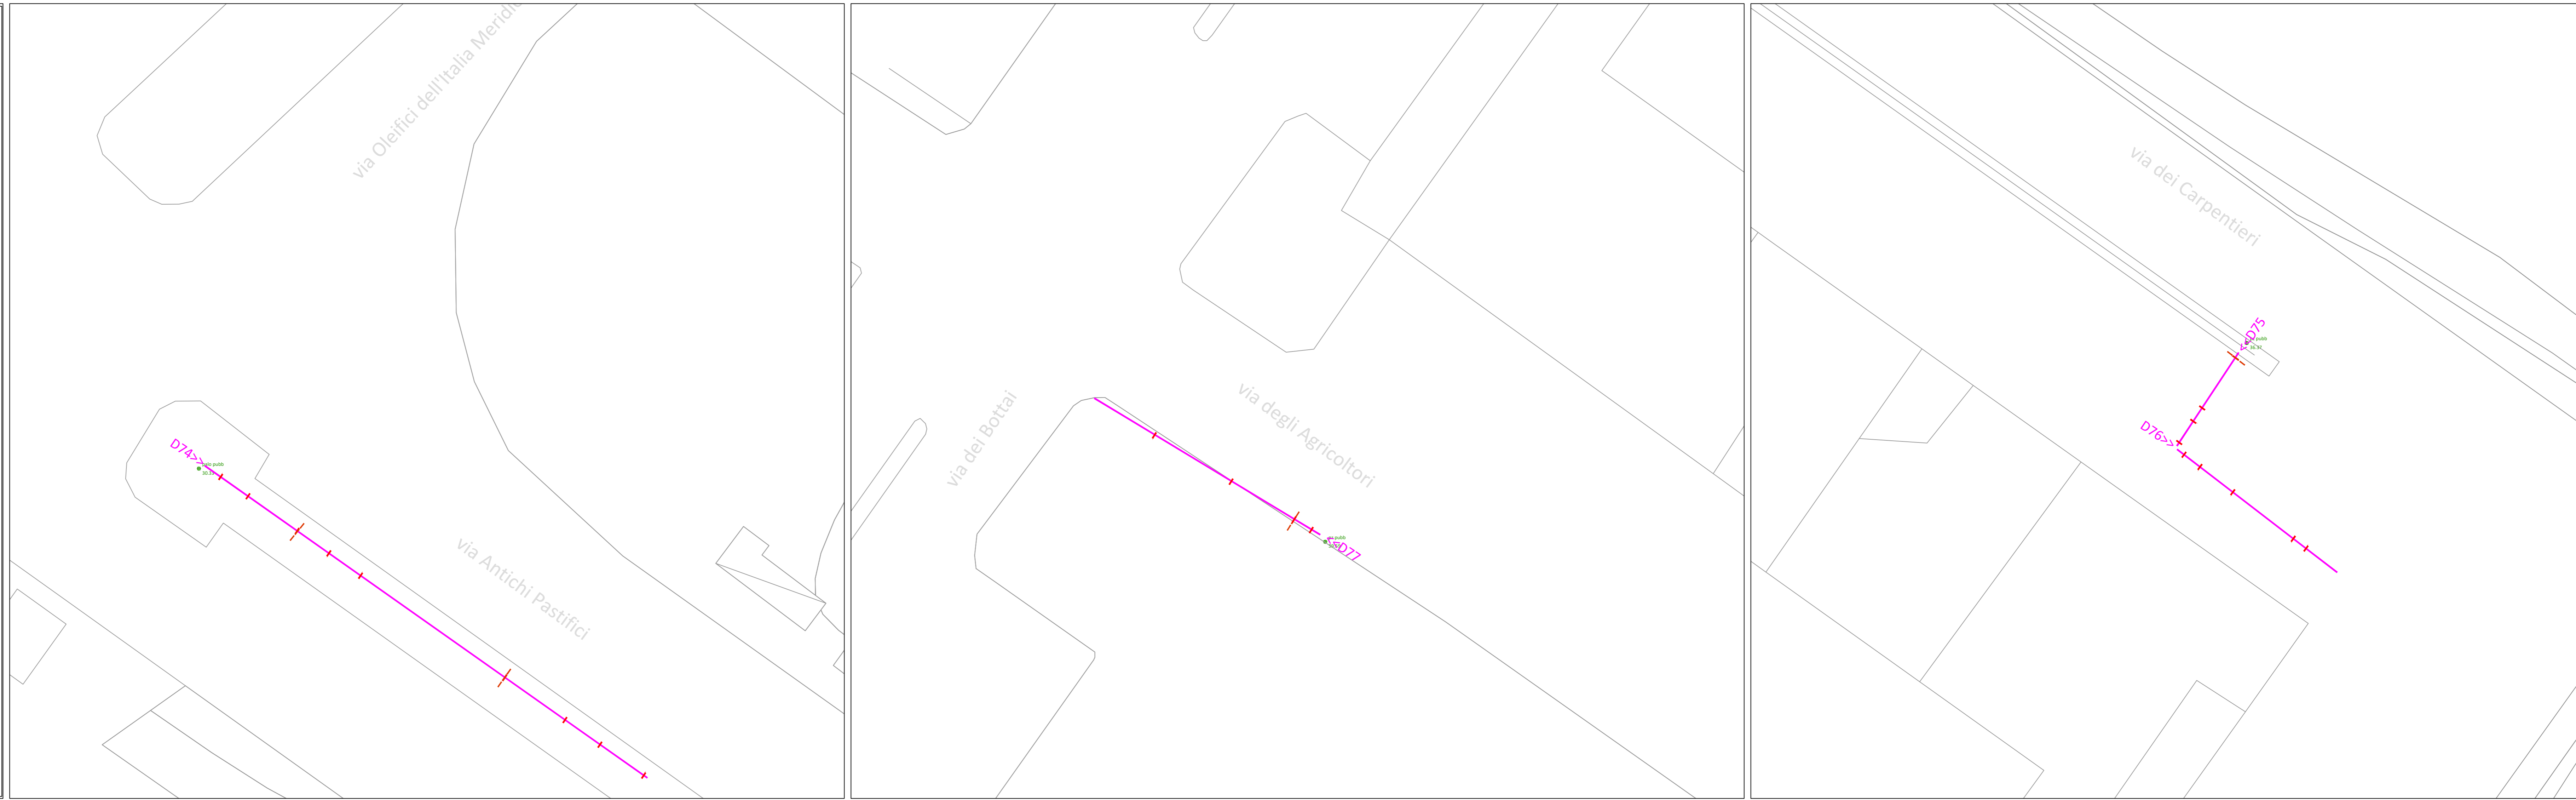 via Oleifici dell'Italia
D74>>
via Antichi Pastifici
via dei Bottai
via degli Agricoltori
<<D77
via dei Carpentieri
<<D75
D76>>